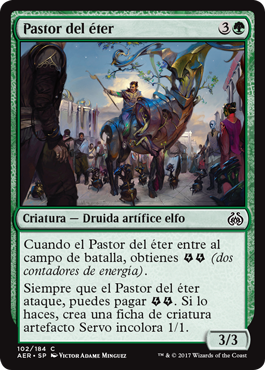 Pastor del éter 3
Criatura — Druida artífice elfo
Cuando el Pastor del éter entre al
campo de batalla, obtienes (dos
contadores de energía).
Siempre que el Pastor del éter
ataque, puedes pagar . Si lo
haces, crea una ficha de criatura
artefacto Servo incolora 1/1.
3/3
102/184 C
AER • SP Victor Adame Minguez
™ & © 2017 Wizards of the Coast